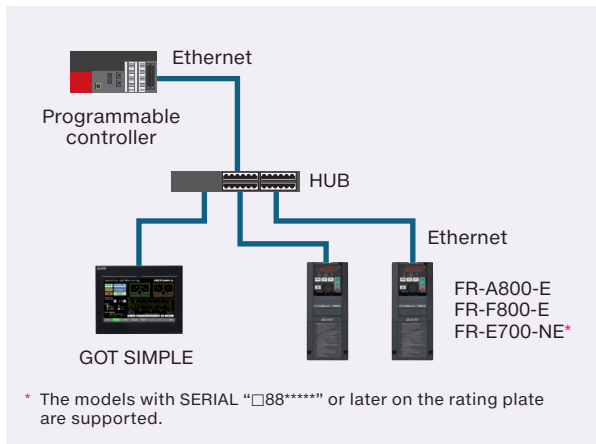 Ethernet
Programmable
controller
HUB
Ethernet
FR-A800-E
FR-F800-E
FR-E700-NE*
GOT SIMPLE
* The models with SERIAL “□88*****” or later on the rating plate
are supported.